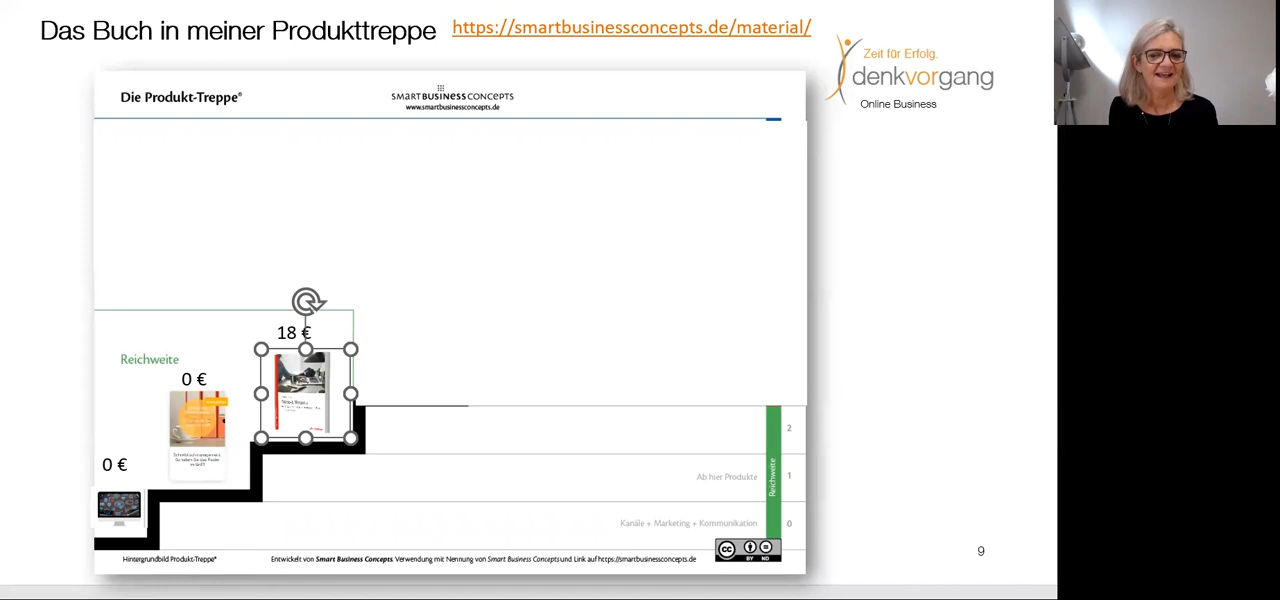 Das Buch in meiner Produkttreppe
https://smartbusinessconcepts.de/material/
Zeit für Erfolg.
denkvorgang
Online Business
Die Produkt-Treppe®
smartBusinessConcepts
www.smartbusinessconcepts.de
18 €
Reichweite
0 €
0 €
2
Ab hier Produkte
1
Reichweite
Kanäle + Marketing + Kommunikation
0
cc
BY ND
Hintergrundbild Produkt-Treppe®
Entwickelt von Smart Business Concepts. Verwendung mit Nennung von Smart Business Concepts und Link auf https://smartbusinessconcepts.de
9